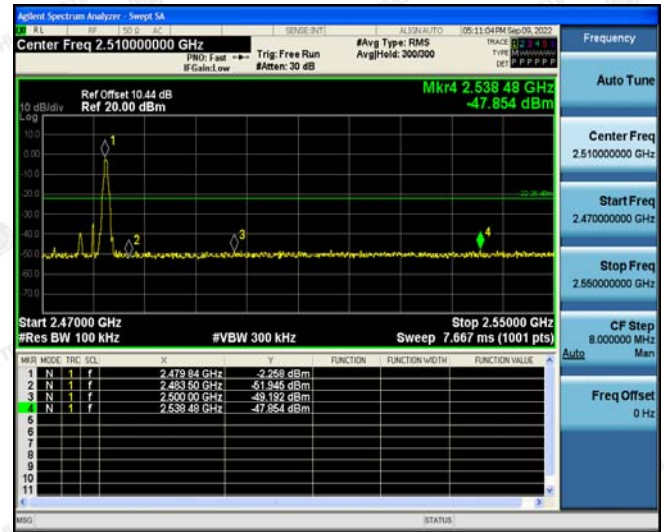 Agilent Spectrum Analyzer - Swept SA
RL RF 50 Ω AC SENSE:INT ALIGN AUTO 05:11:04 PM Sep 09, 2022
Center Freq 2.510000000 GHz
PNO: Fast
IFGain:Low
Trig: Free Run
#Atten: 30 dB
#Avg Type: RMS
Avg|Hold: 300/300
TRACE 1 2 3 4 5 6
TYPE
DET P P P P P P
Frequency
Auto Tune
Center Freq
2.510000000 GHz
Start Freq
2.470000000 GHz
Stop Freq
2.550000000 GHz
CF Step
8.000000 MHz
Auto Man
Freq Offset
0 Hz
Mkr4 2.538 48 GHz
-47.854 dBm
Ref Offset 10.44 dB
10 dB/div Ref 20.00 dBm
Log
10.0
0.00
-10.0
-20.0
-22.26 dBm
-30.0
-40.0
-50.0
-60.0
-70.0
1
2
3
4
Start 2.47000 GHz Stop 2.55000 GHz
#Res BW 100 kHz #VBW 300 kHz Sweep 7.667 ms (1001 pts)
MKR MODE TRC SCL X Y FUNCTION FUNCTION WIDTH FUNCTION VALUE
1 N 1 f 2.479 84 GHz -2.258 dBm
2 N 1 f 2.483 50 GHz -51.945 dBm
3 N 1 f 2.500 00 GHz -49.192 dBm
4 N 1 f 2.538 48 GHz -47.854 dBm
5
6
7
8
9
10
11
MSG STATUS